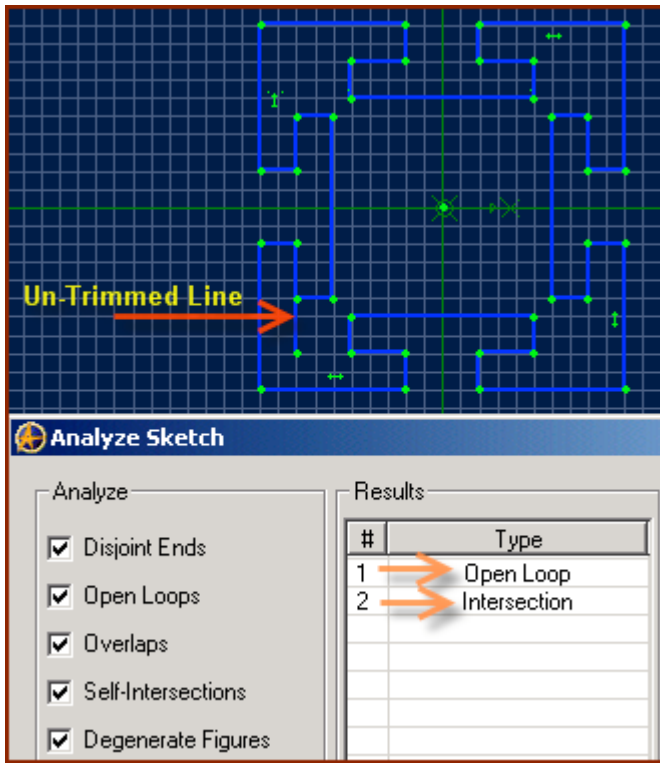 Un-Trimmed Line
Analyze Sketch
Analyze
Disjoint Ends
Open Loops
Overlaps
Self-Intersections
Degenerate Figures
Results
# Type
1 Open Loop
2 Intersection